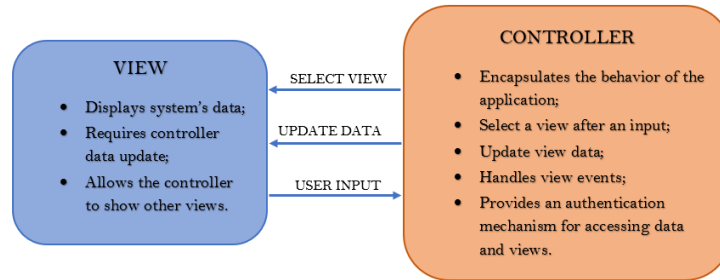 VIEW
• Displays system's data;
• Requires controller
data update;
• Allows the controller
to show other views.
SELECT VIEW
UPDATE DATA
USER INPUT
CONTROLLER
• Encapsulates the behavior of the
application;
• Select a view after an input;
• Update view data;
• Handles view events;
• Provides an authentication
mechanism for accessing data
and views.